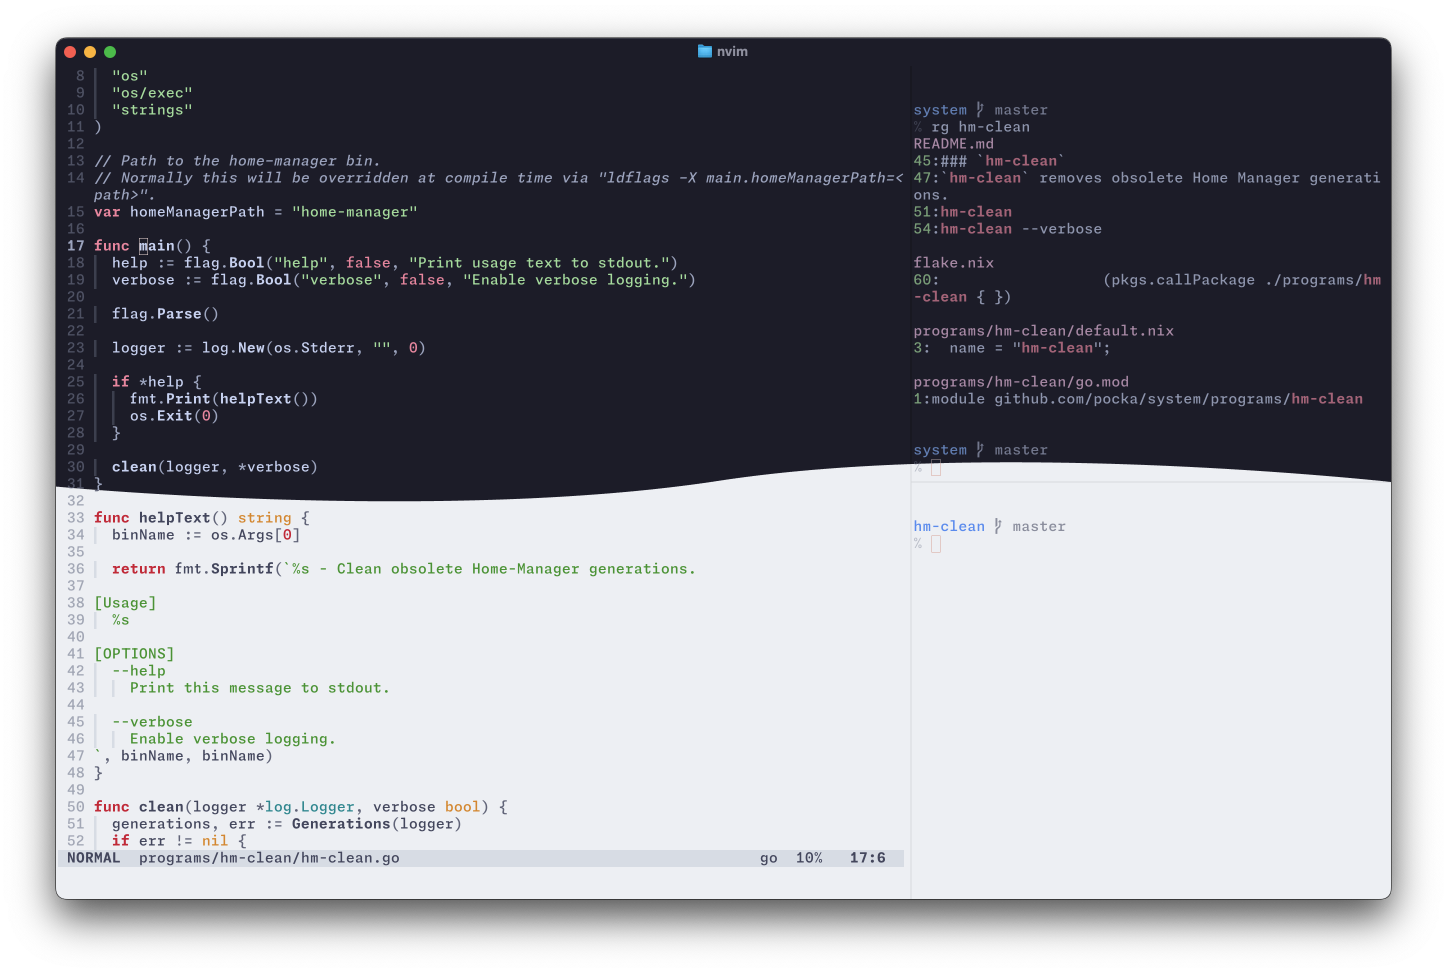 nvim
8 "os"
9 "os/exec"
10 "strings"
11 )
12
13 // Path to the home-manager bin.
14 // Normally this will be overridden at compile time via "ldflags -X main.homeManagerPath=<
path>".
15 var homeManagerPath = "home-manager"
16
17 func main() {
18 help := flag.Bool("help", false, "Print usage text to stdout.")
19 verbose := flag.Bool("verbose", false, "Enable verbose logging.")
20
21 flag.Parse()
22
23 logger := log.New(os.Stderr, "", 0)
24
25 if *help {
26 fmt.Print(helpText())
27 os.Exit(0)
28 }
29
30 clean(logger, *verbose)
31 }
32
33 func helpText() string {
34 binName := os.Args[0]
35
36 return fmt.Sprintf(`%s - Clean obsolete Home-Manager generations.
37
38 [Usage]
39 %s
40
41 [OPTIONS]
42 --help
43 Print this message to stdout.
44
45 --verbose
46 Enable verbose logging.
47 `, binName, binName)
48 }
49
50 func clean(logger *log.Logger, verbose bool) {
51 generations, err := Generations(logger)
52 if err != nil {
NORMAL programs/hm-clean/hm-clean.go go 10% 17:6
system master
% rg hm-clean
README.md
45:### `hm-clean`
47:`hm-clean` removes obsolete Home Manager generati
ons.
51:hm-clean
54:hm-clean --verbose
flake.nix
60: (pkgs.callPackage ./programs/hm
-clean { })
programs/hm-clean/default.nix
3: name = "hm-clean";
programs/hm-clean/go.mod
1:module github.com/pocka/system/programs/hm-clean
system master
%
hm-clean master
%